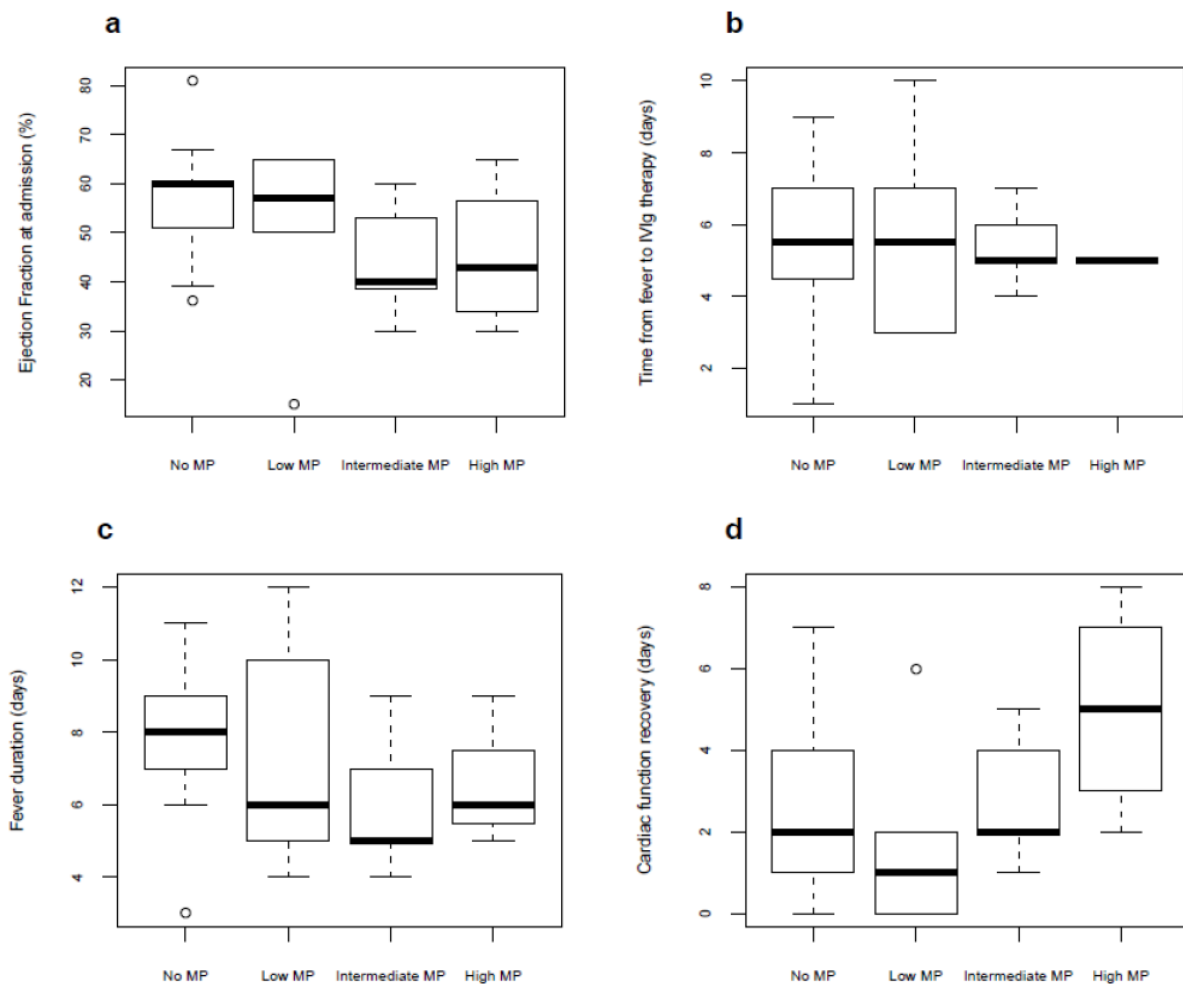 a
Ejection Fraction at admission (%)
80
70
60
50
40
30
20
No MP Low MP Intermediate MP High MP
b
Time from fever to IVIg therapy (days)
10
8
6
4
2
No MP Low MP Intermediate MP High MP
c
Fever duration (days)
12
10
8
6
4
No MP Low MP Intermediate MP High MP
d
Cardiac function recovery (days)
8
6
4
2
0
No MP Low MP Intermediate MP High MP